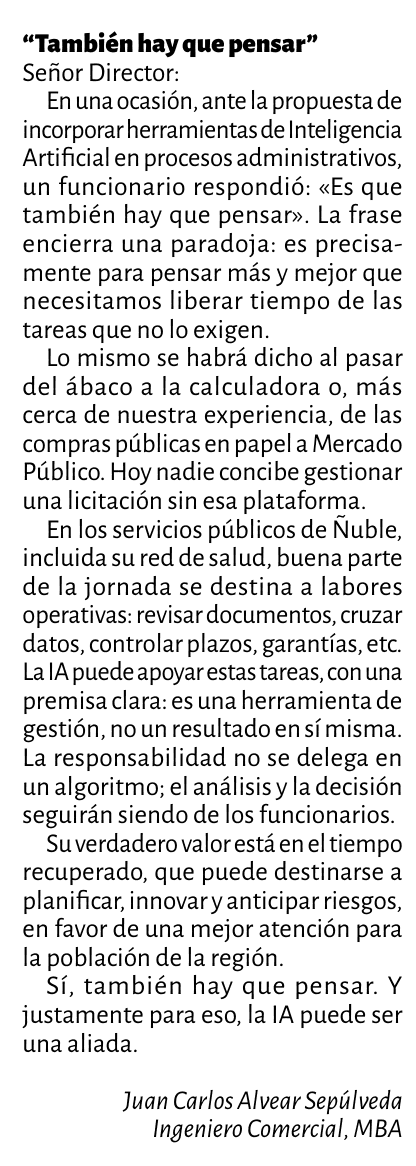 “También hay que pensar”
Señor Director:
En una ocasión, ante la propuesta de
incorporar herramientas de Inteligencia
Artificial en procesos administrativos,
un funcionario respondió: «Es que
también hay que pensar». La frase
encierra una paradoja: es precisa-
mente para pensar más y mejor que
necesitamos liberar tiempo de las
tareas que no lo exigen.
Lo mismo se habrá dicho al pasar
del ábaco a la calculadora o, más
cerca de nuestra experiencia, de las
compras públicas en papel a Mercado
Público. Hoy nadie concibe gestionar
una licitación sin esa plataforma.
En los servicios públicos de Ñuble,
incluida su red de salud, buena parte
de la jornada se destina a labores
operativas: revisar documentos, cruzar
datos, controlar plazos, garantías, etc.
La IA puede apoyar estas tareas, con una
premisa clara: es una herramienta de
gestión, no un resultado en sí misma.
La responsabilidad no se delega en
un algoritmo; el análisis y la decisión
seguirán siendo de los funcionarios.
Su verdadero valor está en el tiempo
recuperado, que puede destinarse a
planificar, innovar y anticipar riesgos,
en favor de una mejor atención para
la población de la región.
Sí, también hay que pensar. Y
justamente para eso, la IA puede ser
una aliada.
Juan Carlos Alvear Sepúlveda
Ingeniero Comercial, MBA